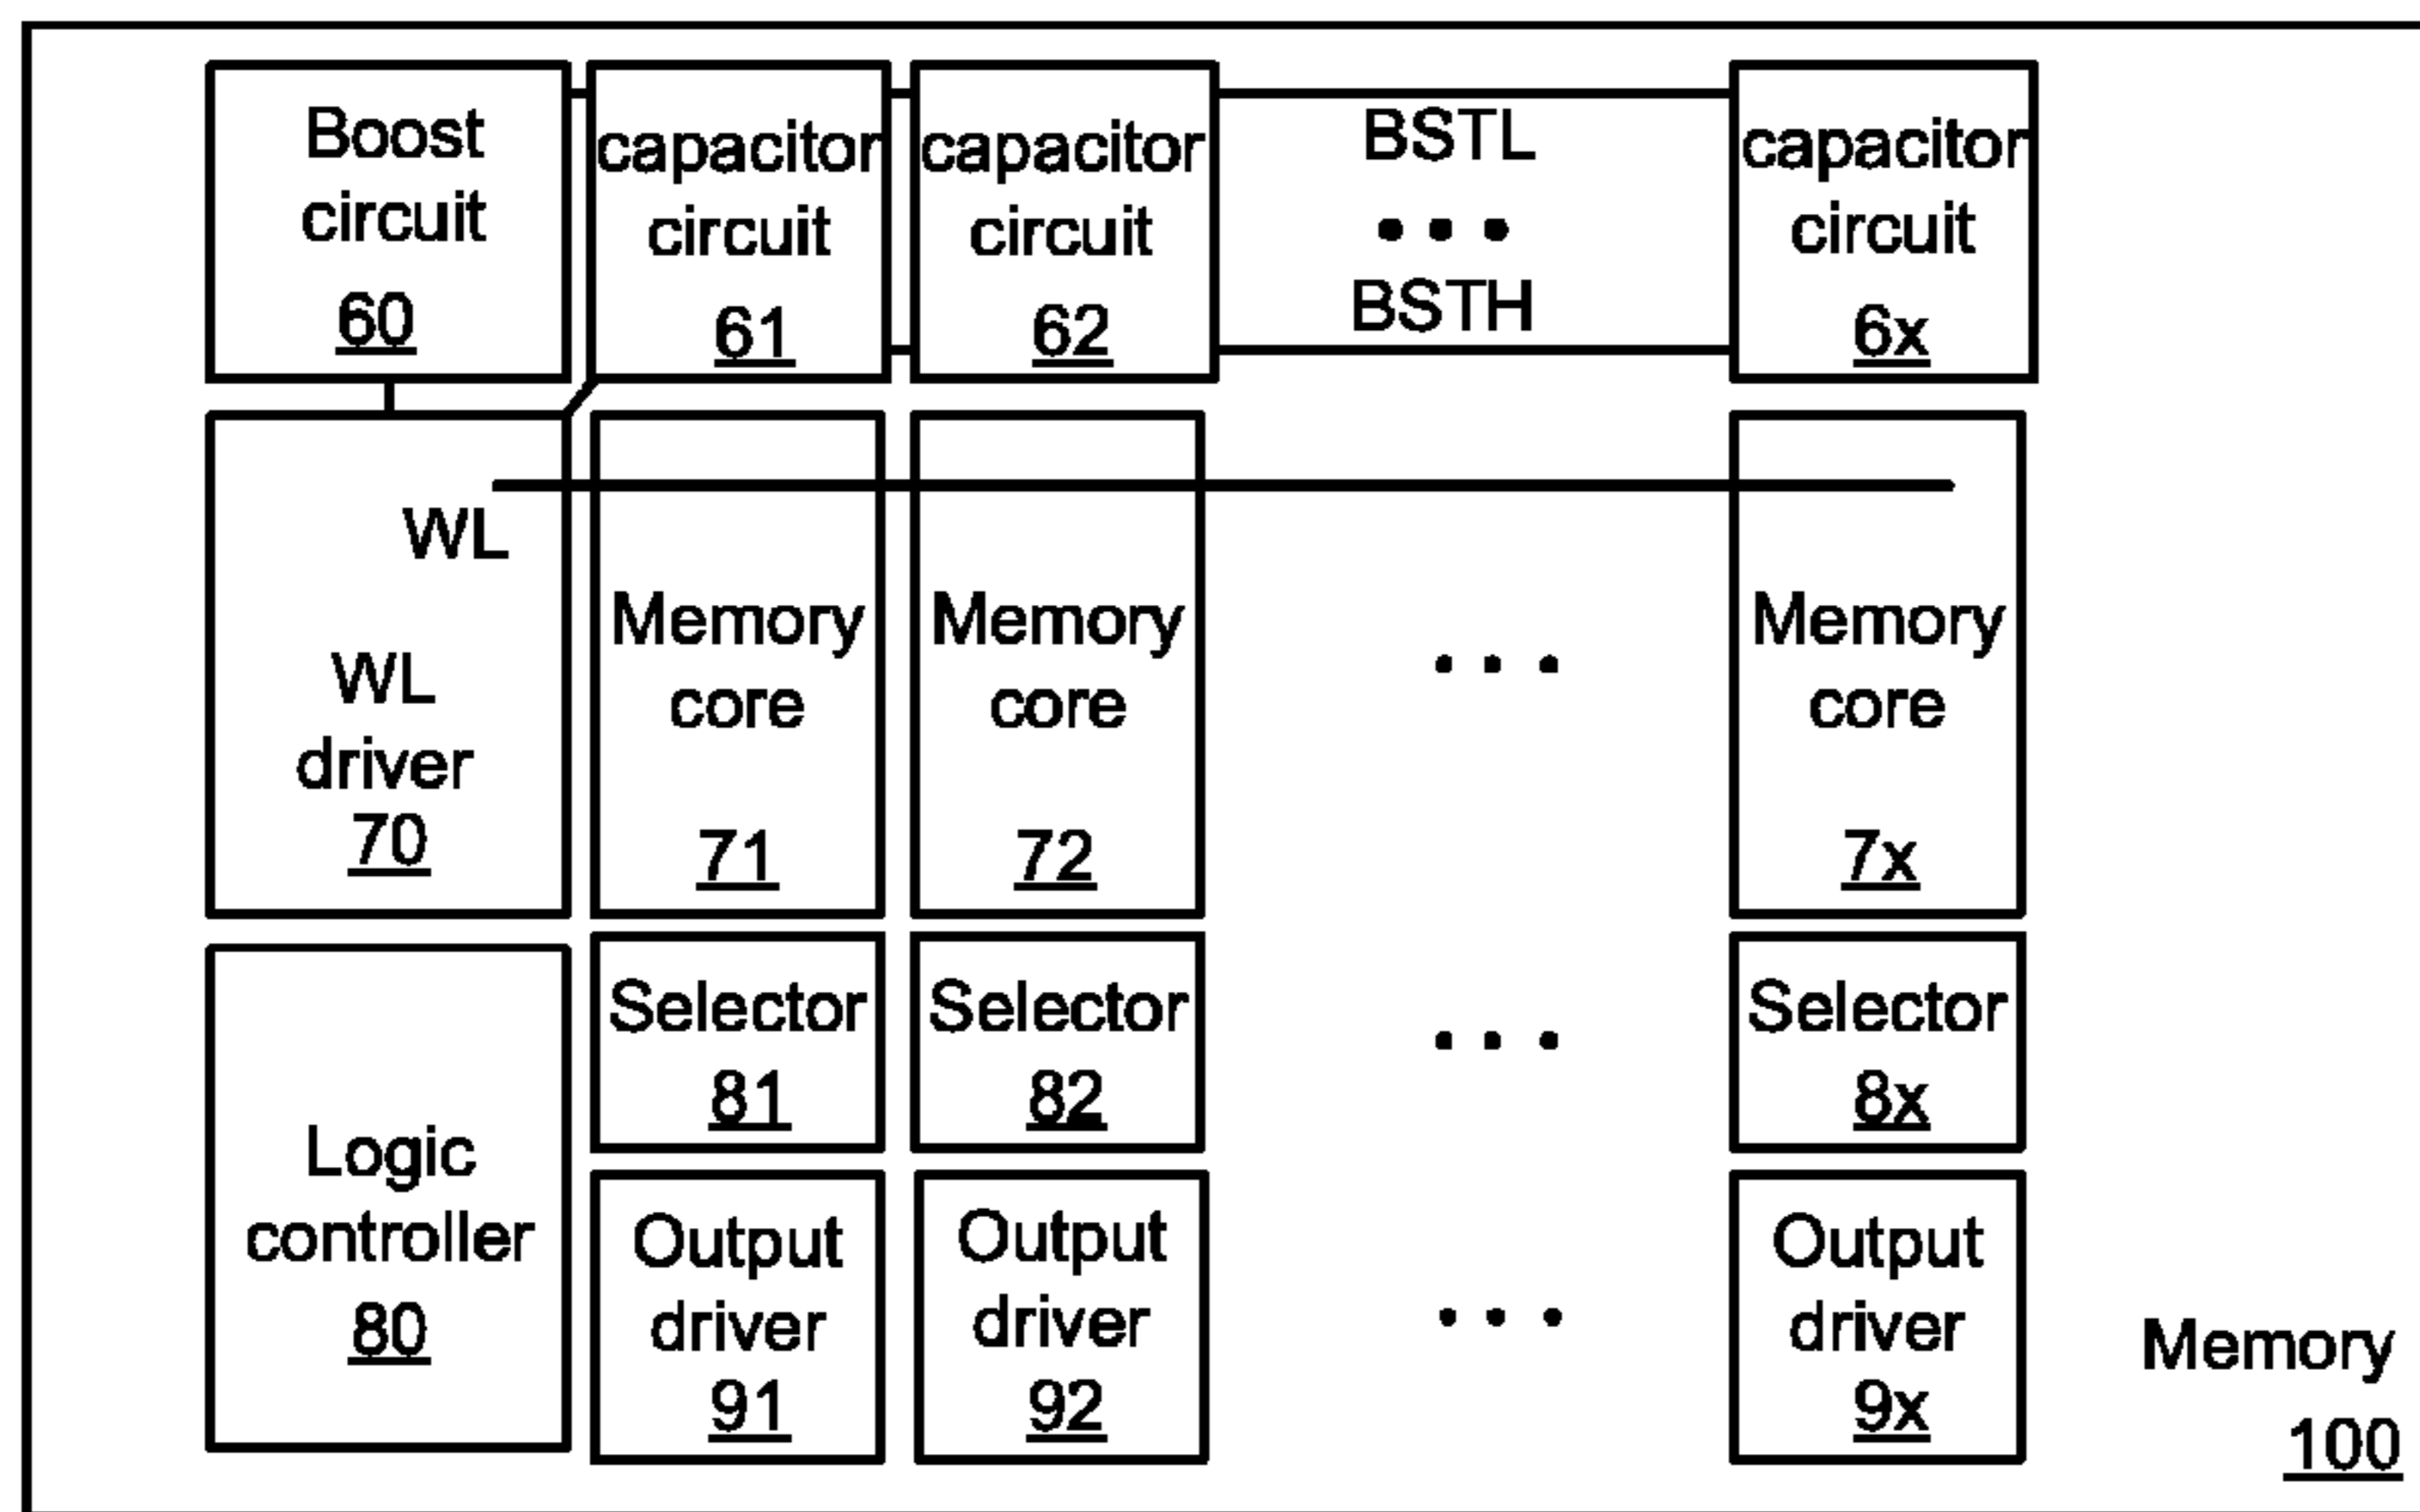 Boost
circuit
60
capacitor
circuit
61
capacitor
circuit
62
BSTL
• • •
BSTH
capacitor
circuit
6x
WL
WL
driver
70
Memory
core
71
Memory
core
72
• • •
Memory
core
7x
Logic
controller
80
Selector
81
Selector
82
• • •
Selector
8x
Output
driver
91
Output
driver
92
• • •
Output
driver
9x
Memory
100